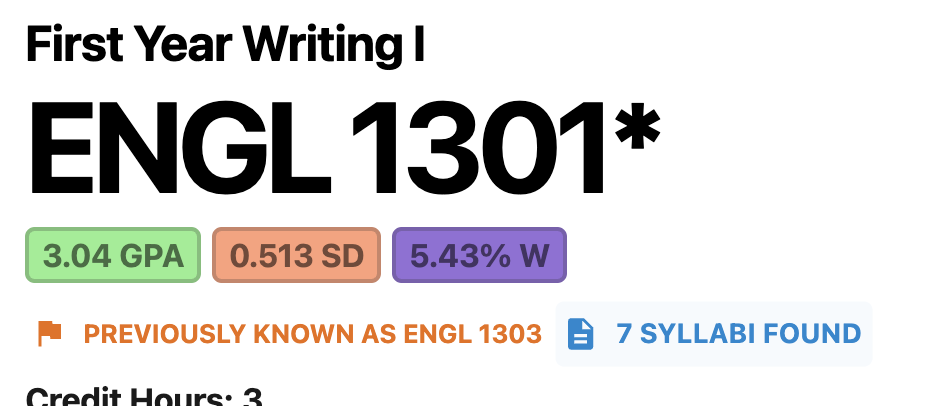 First Year Writing I
ENGL 1301*
3.04 GPA 0.513 SD 5.43% W
PREVIOUSLY KNOWN AS ENGL 1303 7 SYLLABI FOUND
Credit Hours: 3